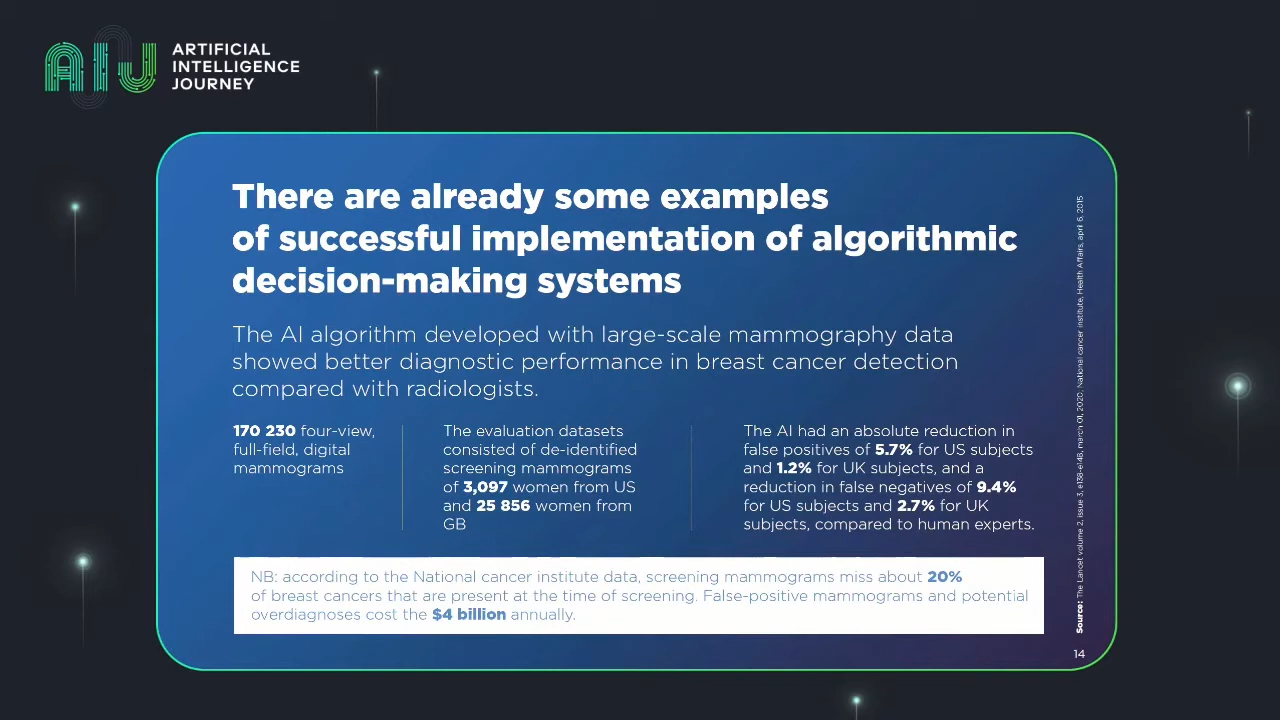 AIJ
ARTIFICIAL
INTELLIGENCE
JOURNEY
There are already some examples
of successful implementation of algorithmic
decision-making systems
The AI algorithm developed with large-scale mammography data
showed better diagnostic performance in breast cancer detection
compared with radiologists.
170 230 four-view,
full-field, digital
mammograms
The evaluation datasets
consisted of de-identified
screening mammograms
of 3,097 women from US
and 25 856 women from
GB
The AI had an absolute reduction in
false positives of 5.7% for US subjects
and 1.2% for UK subjects, and a
reduction in false negatives of 9.4%
for US subjects and 2.7% for UK
subjects, compared to human experts.
NB: according to the National cancer institute data, screening mammograms miss about 20%
of breast cancers that are present at the time of screening. False-positive mammograms and potential
overdiagnoses cost the $4 billion annually.
Source: The Lancet volume 2, issue 3, e138-e148, march 01, 2020, National cancer institute, Health Affairs, april 6, 2015
14